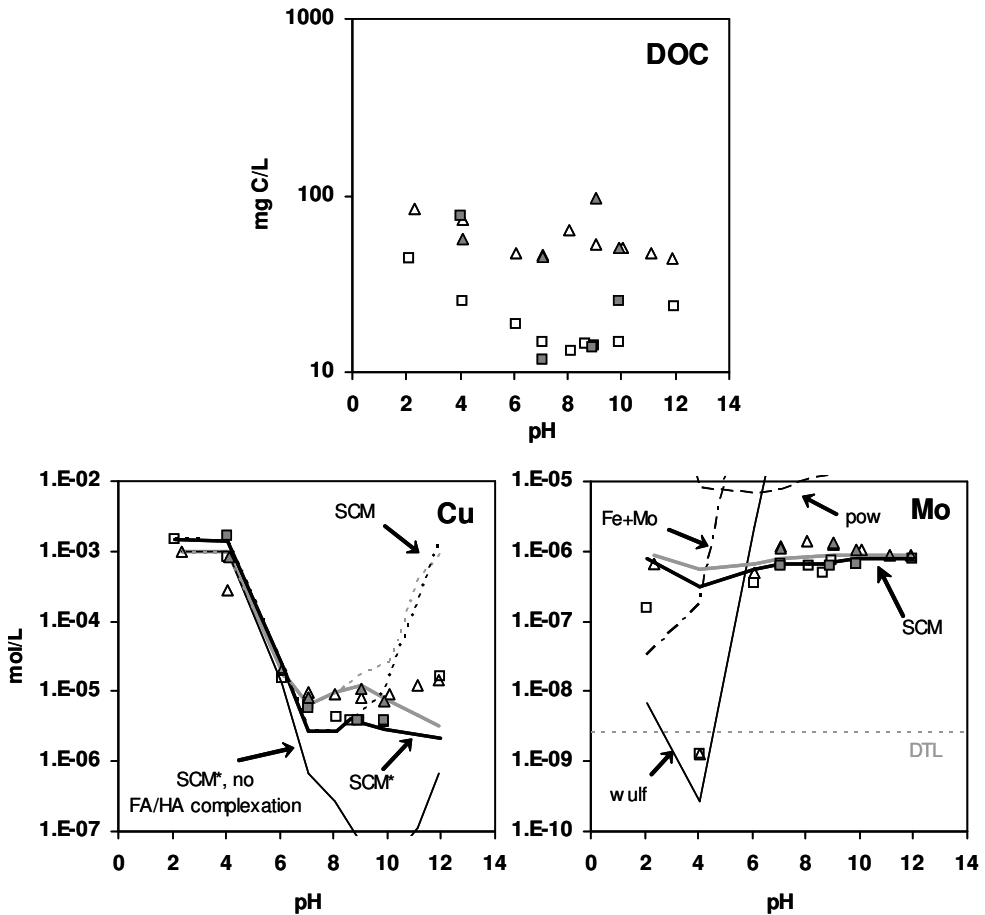 1000
DOC
100
mg C/L
10
0 2 4 6 8 10 12 14
pH
1.E-02
SCM
Cu
1.E-03
1.E-04
mol/L
1.E-05
1.E-06
SCM*, no
FA/HA complexation
SCM*
1.E-07
0 2 4 6 8 10 12 14
pH
1.E-05
Fe+Mo
pow
Mo
1.E-06
1.E-07
SCM
1.E-08
DTL
1.E-09
wulf
1.E-10
0 2 4 6 8 10 12 14
pH